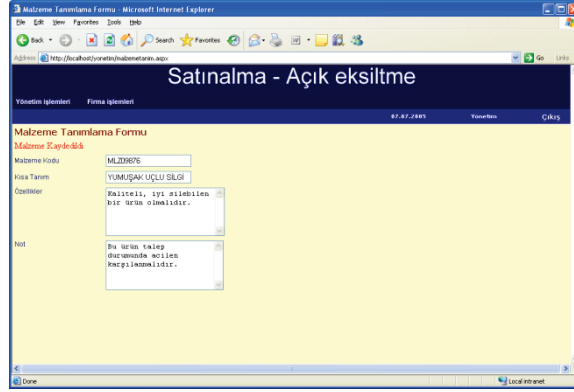 Malzeme Tanımlama Formu - Microsoft Internet Explorer
File Edit View Favorites Tools Help
Back Search Favorites
Address http://localhost/yonetim/malzemetanim.aspx Go Links
Satınalma - Açık eksiltme
Yönetim işlemleri Firma işlemleri
07.07.2005 Yonetim Çıkış
Malzeme Tanımlama Formu
Malzeme Kaydedildi
Malzeme Kodu MLZD9876
Kısa Tanım YUMUŞAK UÇLU SİLGİ
Özellikler Kaliteli, iyi silebilen
bir ürün olmalıdır.
Not Bu ürün talep
durumunda acilen
karşılanmalıdır.
Done Local intranet